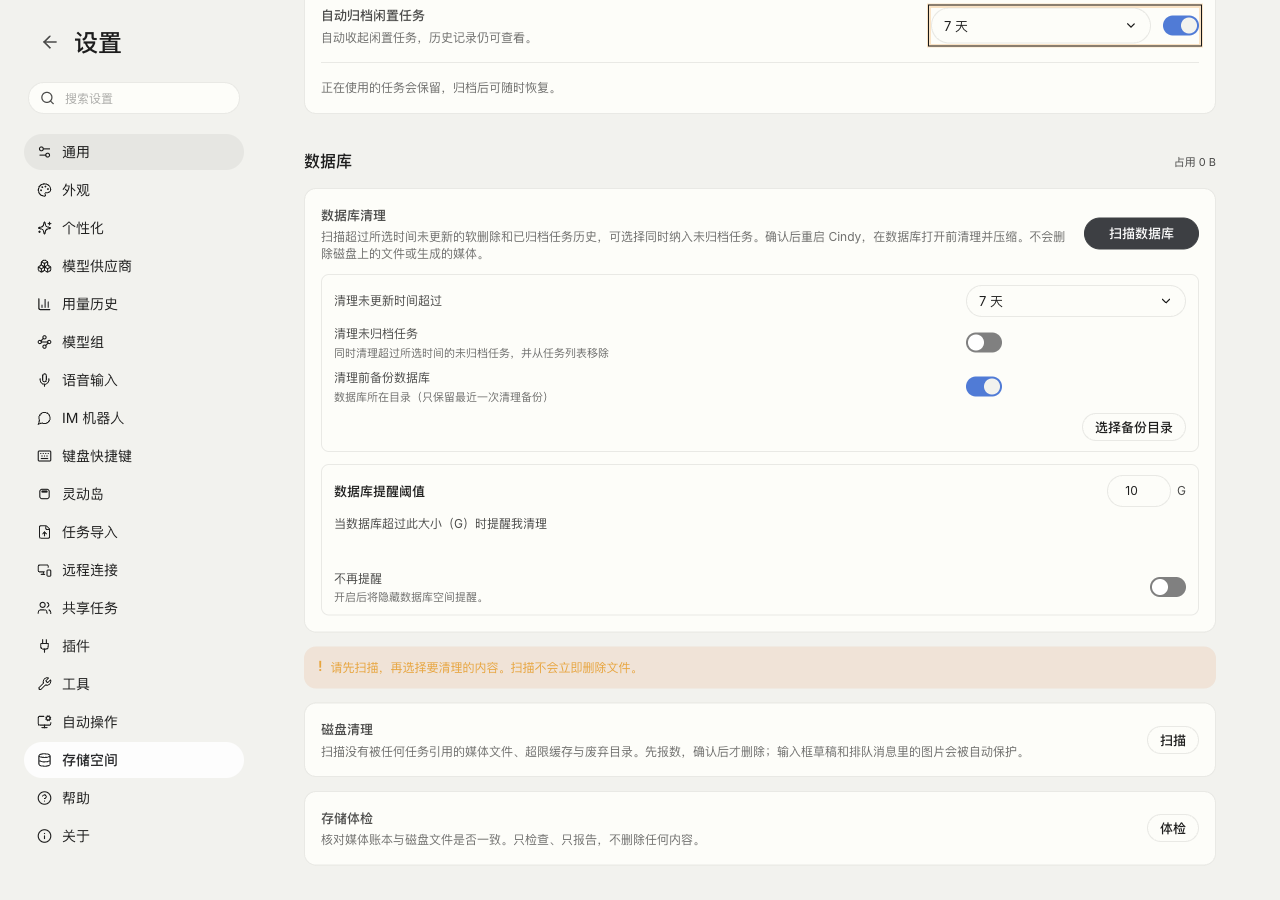 设置
搜索设置
通用
外观
个性化
模型供应商
用量历史
模型组
语音输入
IM 机器人
键盘快捷键
灵动岛
任务导入
远程连接
共享任务
插件
工具
自动操作
存储空间
帮助
关于
自动归档闲置任务
自动收起闲置任务，历史记录仍可查看。
7 天
正在使用的任务会保留，归档后可随时恢复。
数据库
占用 0 B
数据库清理
扫描超过所选时间未更新的软删除和已归档任务历史，可选择同时纳入未归档任务。确认后重启 Cindy，在数据库打开前清理并压缩。不会删
除磁盘上的文件或生成的媒体。
扫描数据库
清理未更新时间超过
7 天
清理未归档任务
同时清理超过所选时间的未归档任务，并从任务列表移除
清理前备份数据库
数据库所在目录（只保留最近一次清理备份）
选择备份目录
数据库提醒阈值
10 G
当数据库超过此大小（G）时提醒我清理
不再提醒
开启后将隐藏数据库空间提醒。
! 请先扫描，再选择要清理的内容。扫描不会立即删除文件。
磁盘清理
扫描没有被任何任务引用的媒体文件、超限缓存与废弃目录。先报数，确认后才删除；输入框草稿和排队消息里的图片会被自动保护。
扫描
存储体检
核对媒体账本与磁盘文件是否一致。只检查、只报告，不删除任何内容。
体检